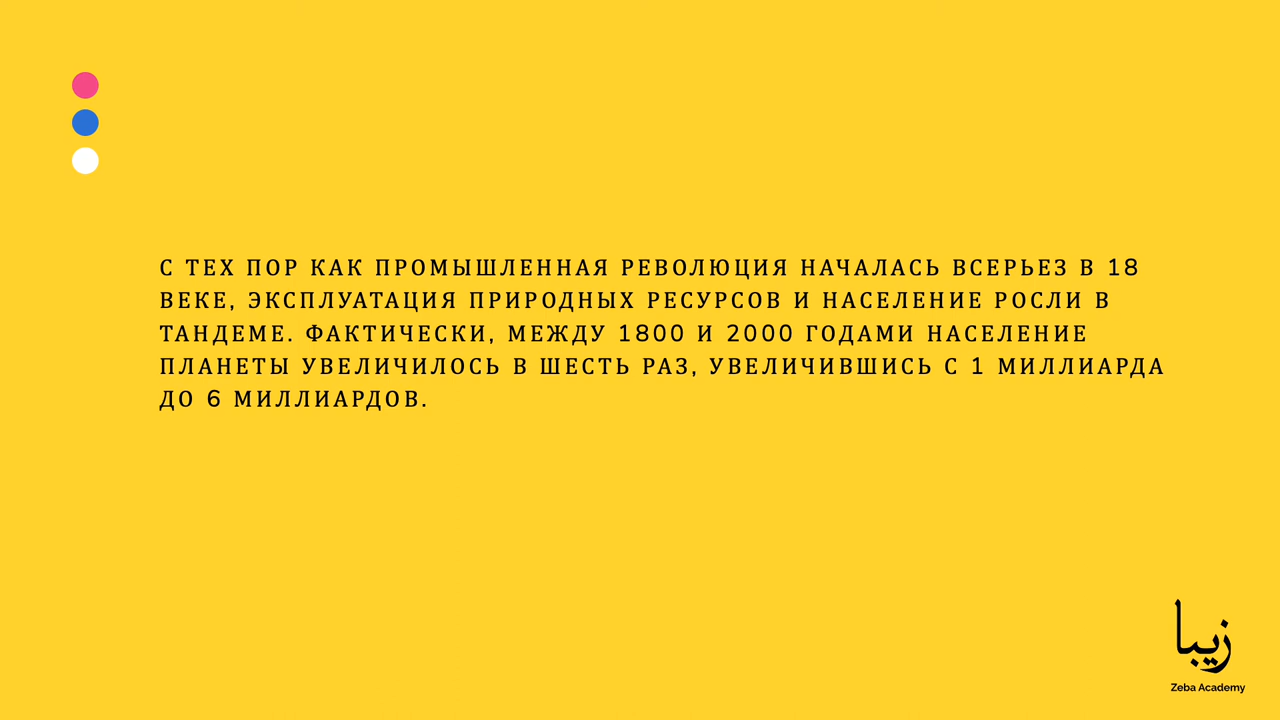 С ТЕХ ПОР КАК ПРОМЫШЛЕННАЯ РЕВОЛЮЦИЯ НАЧАЛАСЬ ВСЕРЬЕЗ В 18
ВЕКЕ, ЭКСПЛУАТАЦИЯ ПРИРОДНЫХ РЕСУРСОВ И НАСЕЛЕНИЕ РОСЛИ В
ТАНДЕМЕ. ФАКТИЧЕСКИ, МЕЖДУ 1800 И 2000 ГОДАМИ НАСЕЛЕНИЕ
ПЛАНЕТЫ УВЕЛИЧИЛОСЬ В ШЕСТЬ РАЗ, УВЕЛИЧИВШИСЬ С 1 МИЛЛИАРДА
ДО 6 МИЛЛИАРДОВ.
زیبا
Zeba Academy